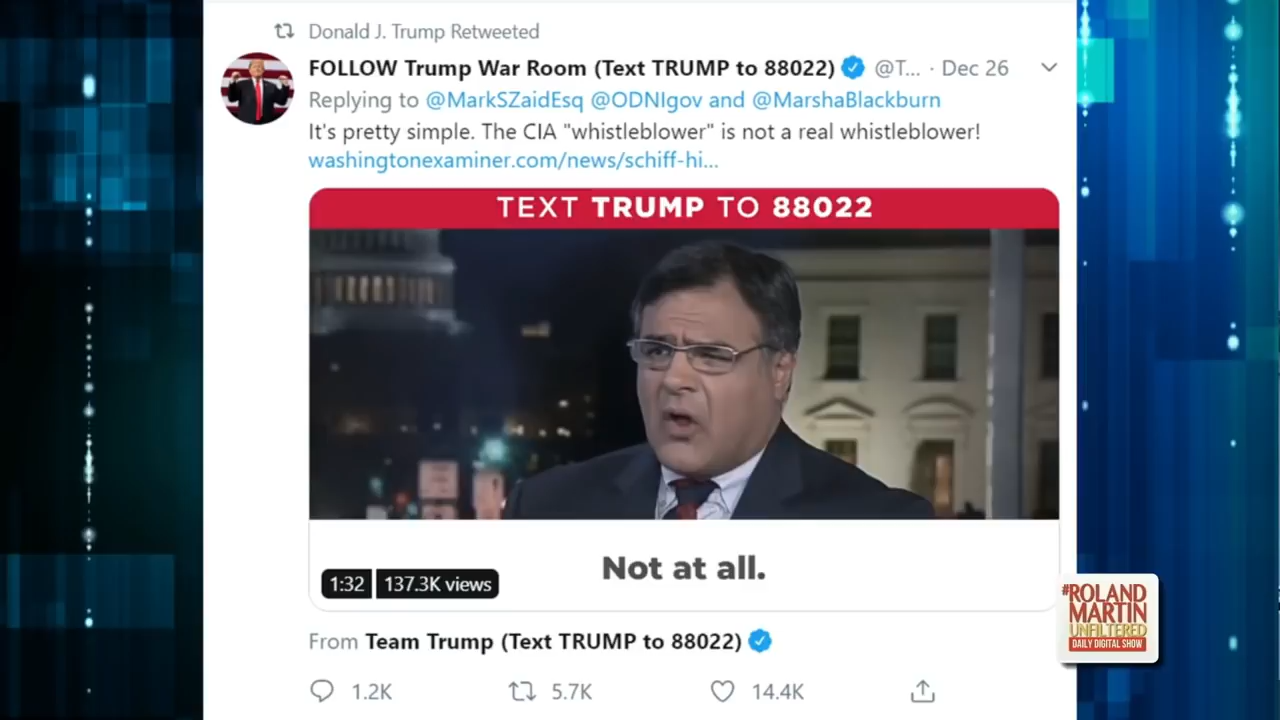 Donald J. Trump Retweeted
FOLLOW Trump War Room (Text TRUMP to 88022) @T... · Dec 26
Replying to @MarkSZaidEsq @ODNIgov and @MarshaBlackburn
It's pretty simple. The CIA "whistleblower" is not a real whistleblower!
washingtonexaminer.com/news/schiff-hi...
TEXT TRUMP TO 88022
Not at all.
1:32 137.3K views
From Team Trump (Text TRUMP to 88022)
1.2K 5.7K 14.4K
#ROLAND
MARTIN
UNFILTERED
DAILY DIGITAL SHOW